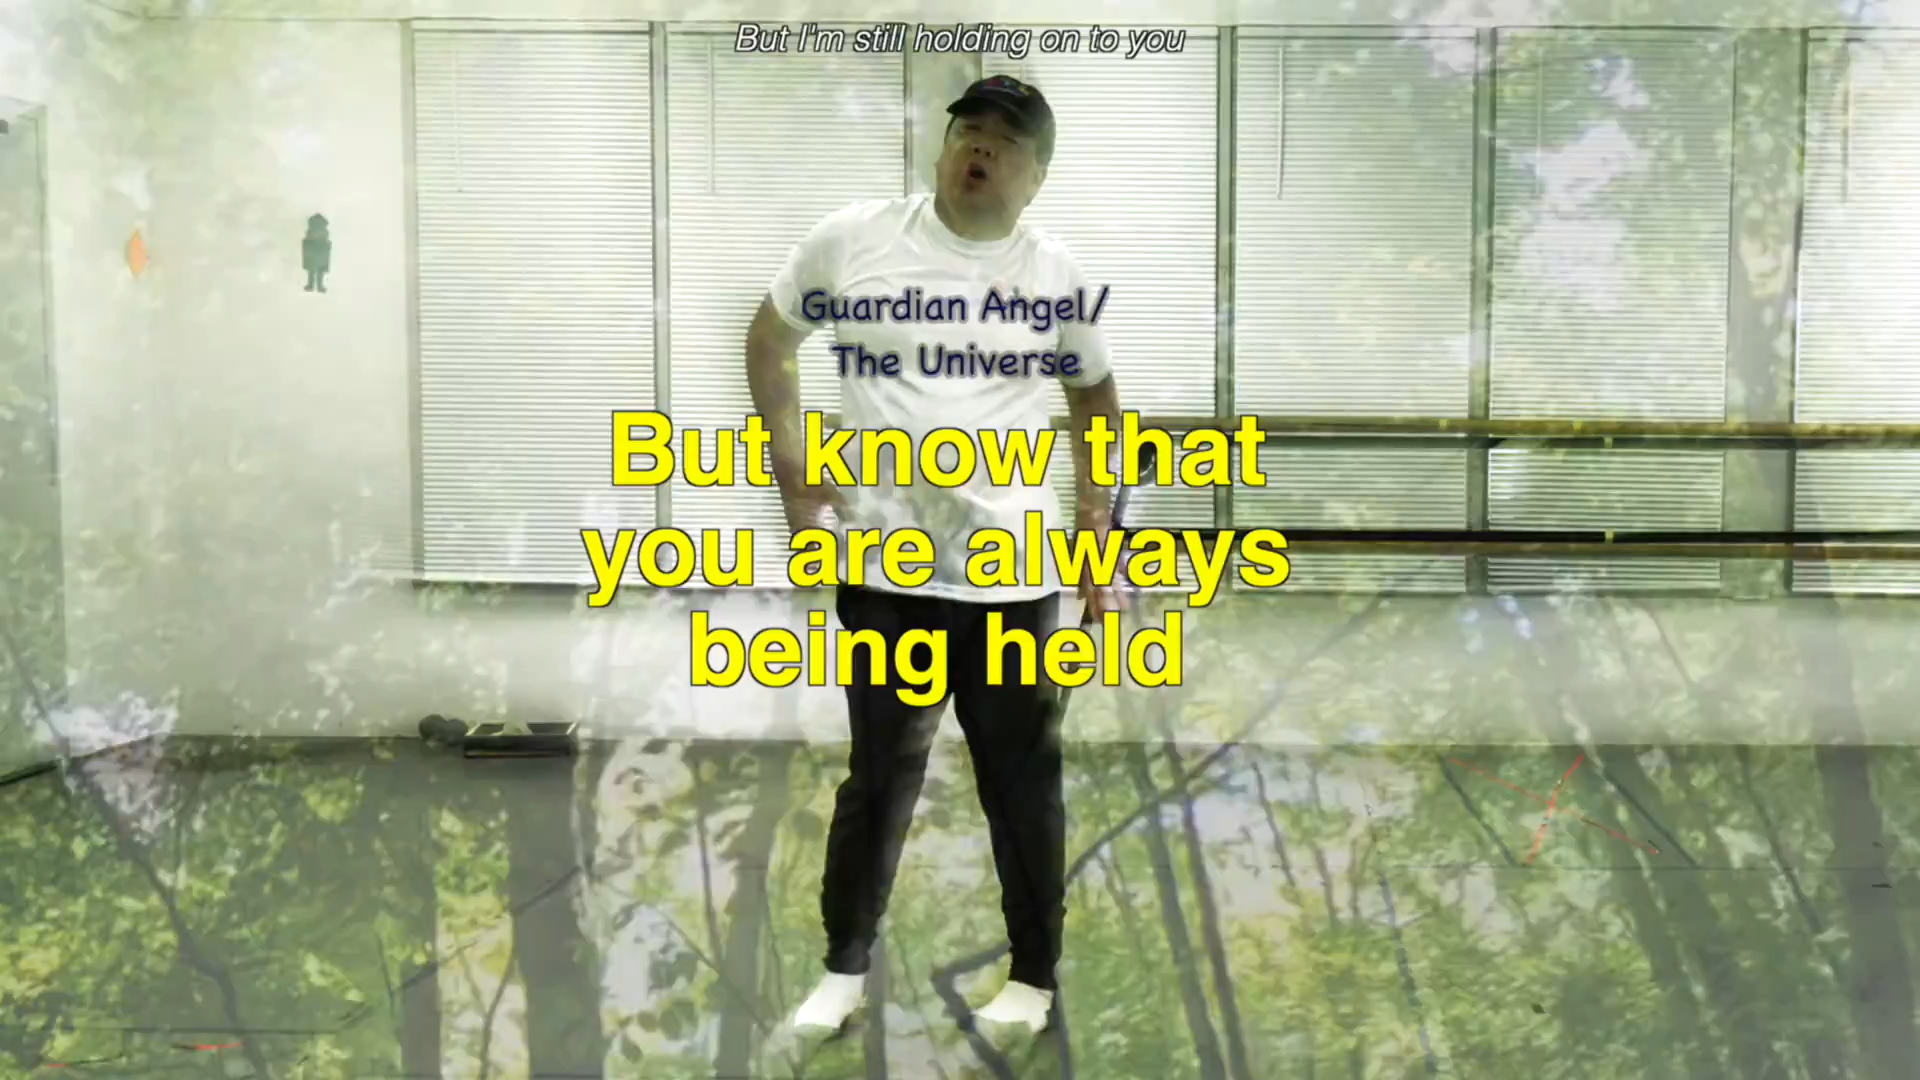 But I'm still holding on to you
Guardian Angel/
The Universe
But know that
you are always
being held